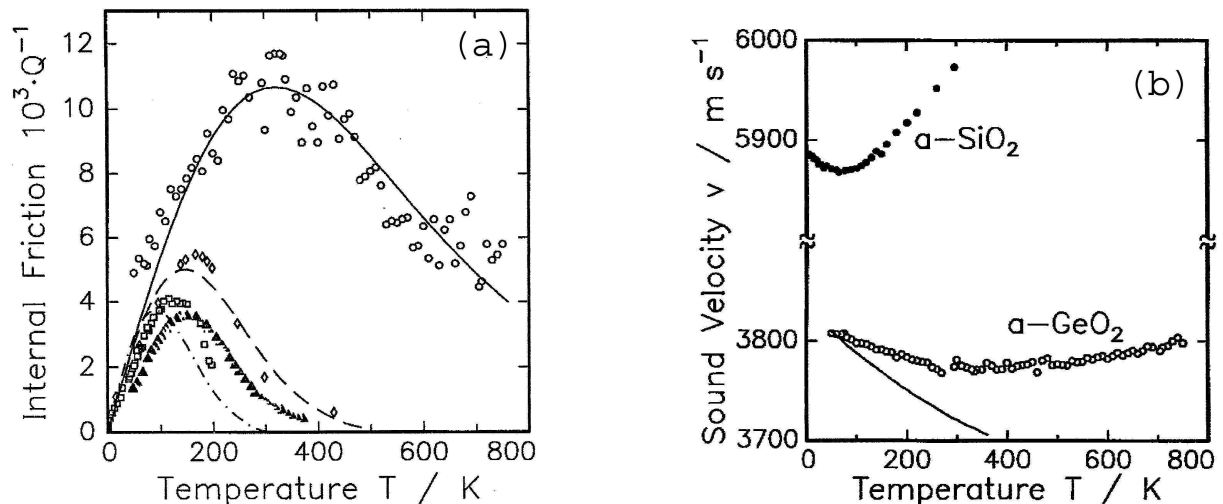 (a)
Internal Friction 10³·Q⁻¹
12
10
8
6
4
2
0
0 200 400 600 800
Temperature T / K
(b)
Sound Velocity v / m s⁻¹
6000
5900
3800
3700
a-SiO₂
a-GeO₂
0 200 400 600 800
Temperature T / K